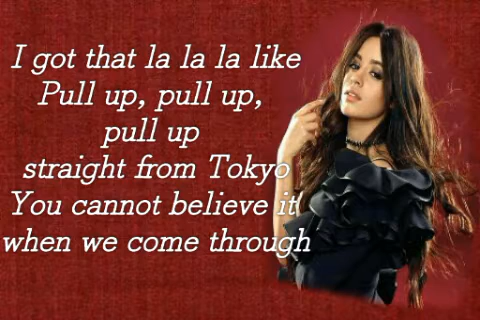 I got that la la la like
Pull up, pull up,
pull up
straight from Tokyo
You cannot believe it
when we come through